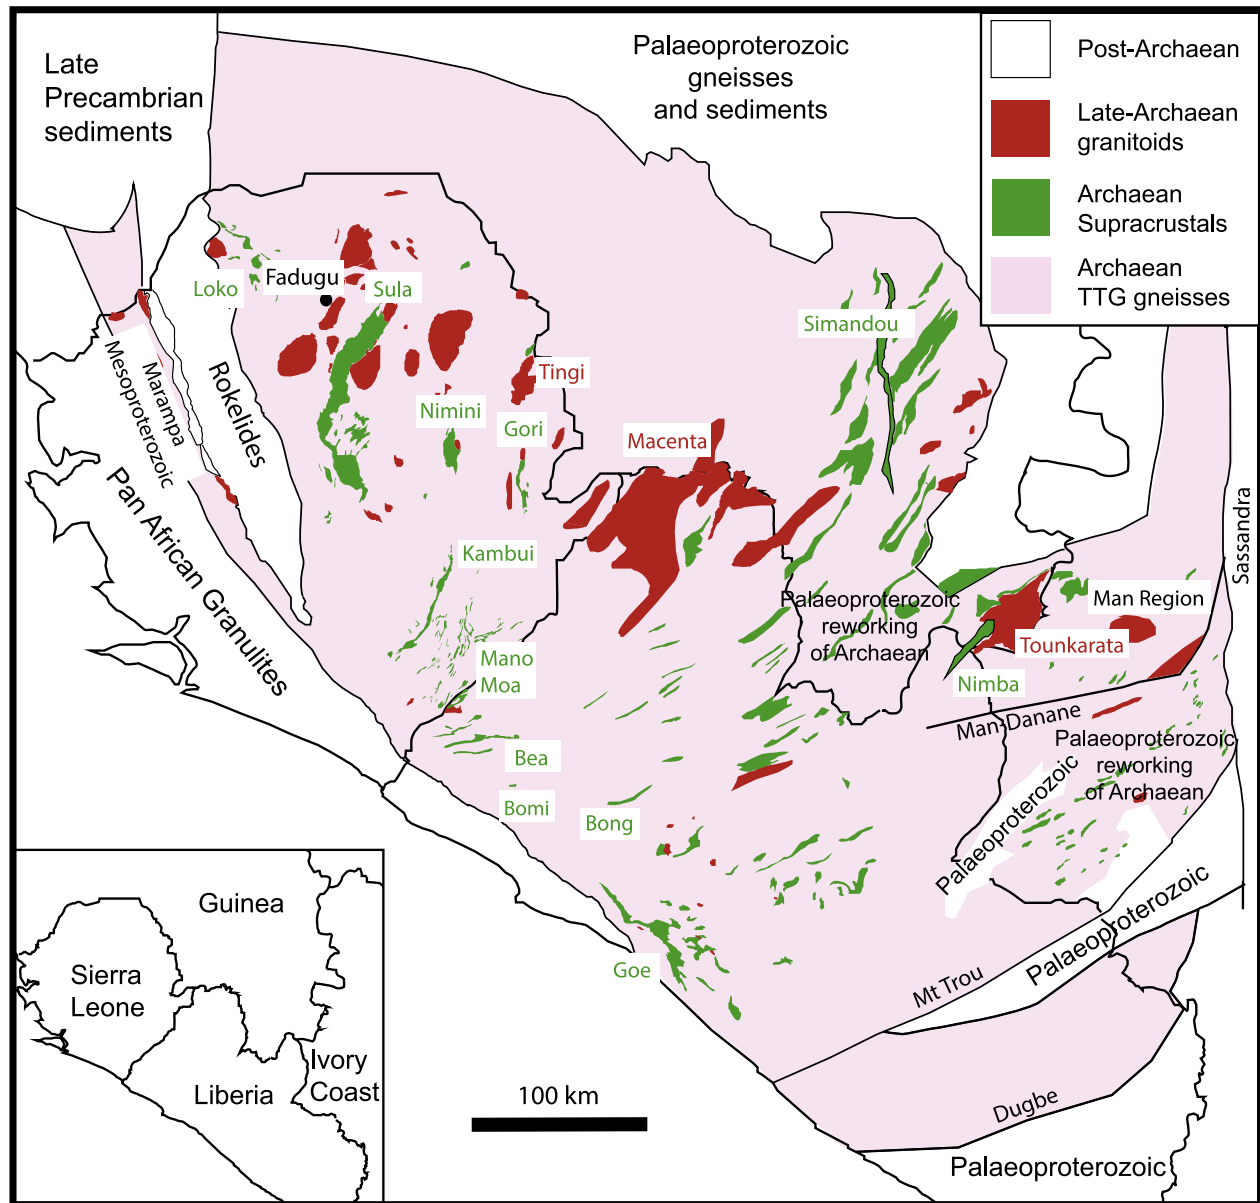 Late
Precambrian
sediments
Palaeoproterozoic
gneisses
and sediments
Post-Archaean
Late-Archaean
granitoids
Archaean
Supracrustals
Archaean
TTG gneisses
Loko
Fadugu
Sula
Simandou
Tingi
Nimini
Gori
Macenta
Marampa
Mesoproterozoic
Rokelides
Pan African Granulites
Kambui
Mano
Moa
Bea
Bomi
Bong
Goe
Palaeoproterozoic
reworking
of Archaean
Man Region
Tounkarata
Nimba
Man-Danane
Sassandra
Palaeoproterozoic
reworking
of Archaean
Palaeoproterozoic
Palaeoproterozoic
Mt Trou
Dugbe
Palaeoproterozoic
100 km
Guinea
Sierra
Leone
Liberia
Ivory
Coast